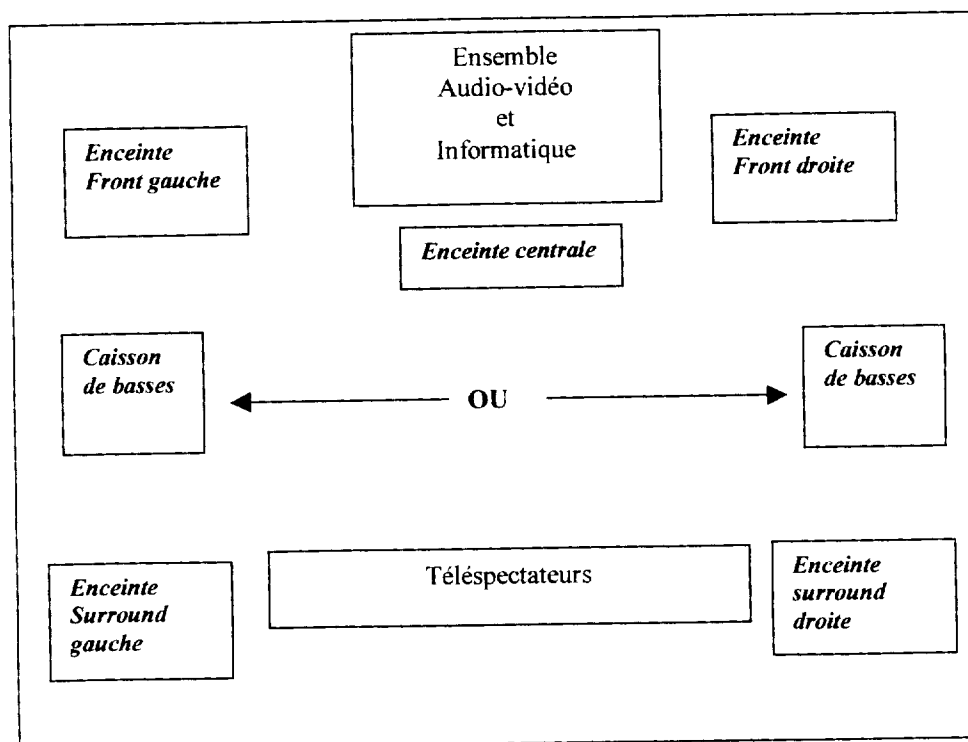 Ensemble
Audio-vidéo
et
Informatique
Enceinte
Front gauche
Enceinte
Front droite
Enceinte centrale
Caisson
de basses
OU
Caisson
de basses
Enceinte
Surround
gauche
Téléspectateurs
Enceinte
surround
droite